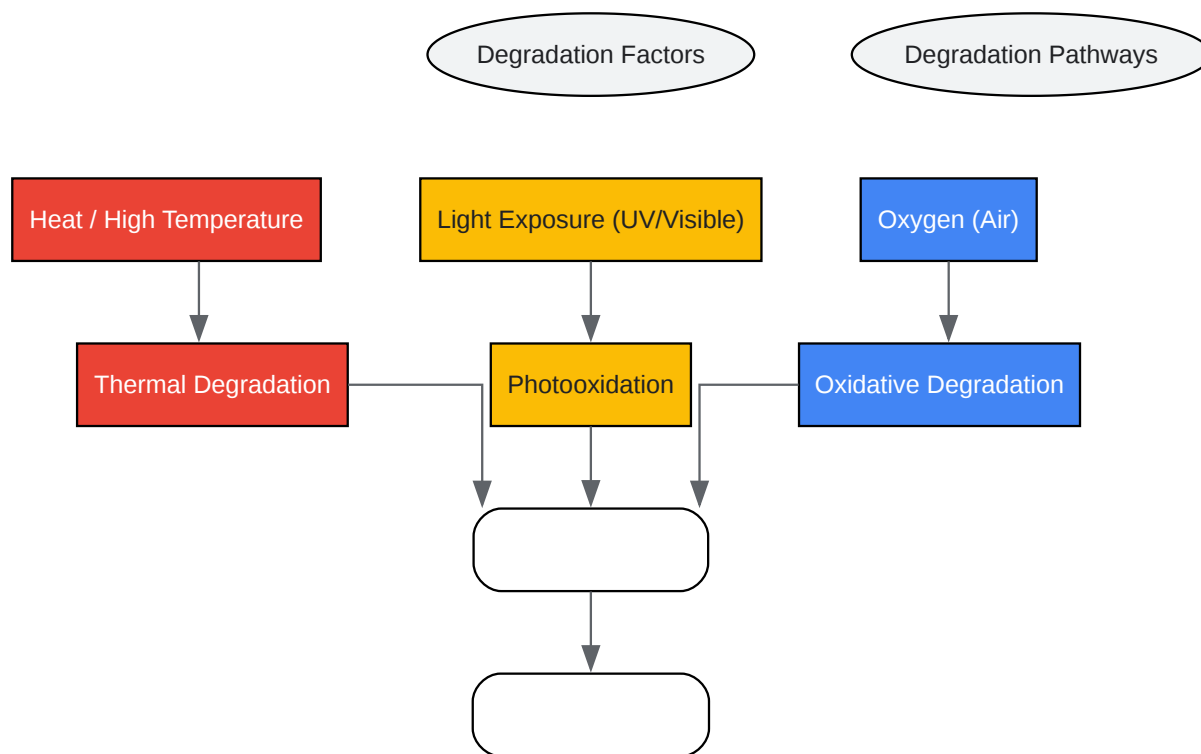 Degradation Factors
Degradation Pathways
Heat / High Temperature
Light Exposure (UV/Visible)
Oxygen (Air)
Thermal Degradation
Photooxidation
Oxidative Degradation